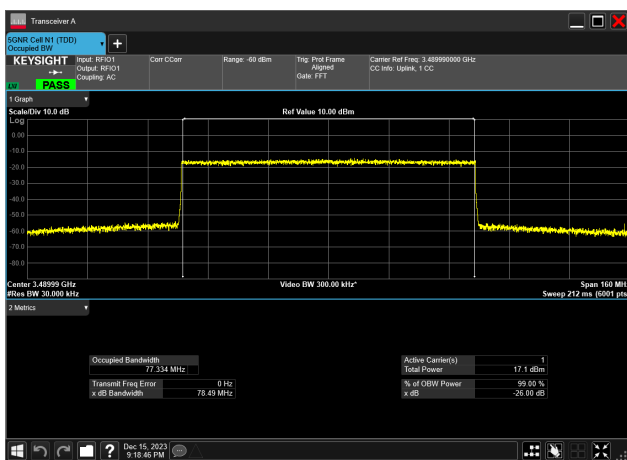 Transceiver A
5GNR Cell N1 (TDD)
Occupied BW
+
KEYSIGHT
Input: RFIO1
Output: RFIO1
Coupling: AC
Corr CCorr
Range: -60 dBm
Trig: Prot Frame
Aligned
Gate: FFT
Carrier Ref Freq: 3.489990000 GHz
CC Info: Uplink, 1 CC
PASS
1 Graph
Scale/Div 10.0 dB
Ref Value 10.00 dBm
Log
0.00
-10.0
-20.0
-30.0
-40.0
-50.0
-60.0
-70.0
-80.0
Center 3.48999 GHz
Video BW 300.00 kHz*
Span 160 MH
#Res BW 30.000 kHz
Sweep 212 ms (6001 pts
2 Metrics
Occupied Bandwidth
77.334 MHz
Active Carrier(s) 1
Total Power 17.1 dBm
Transmit Freq Error 0 Hz
x dB Bandwidth 78.49 MHz
% of OBW Power 99.00 %
x dB -26.00 dB
?
Dec 15, 2023
9:18:46 PM